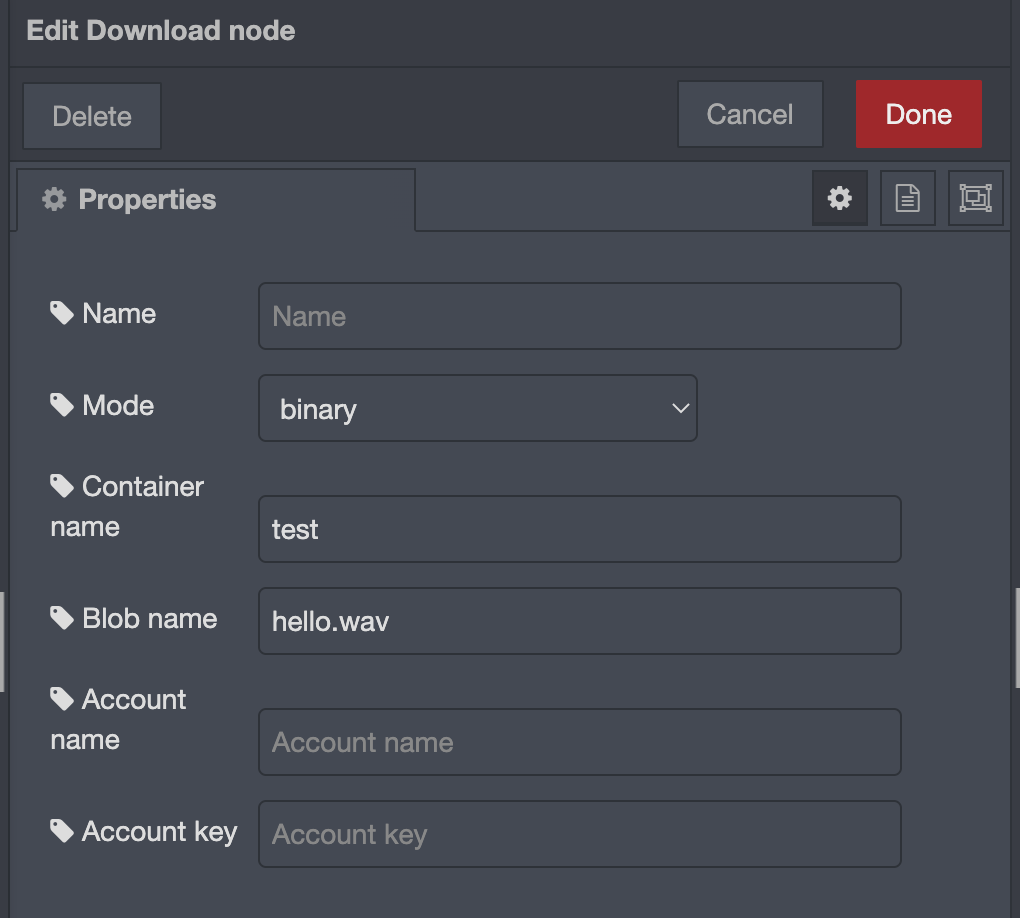 Edit Download node
Delete
Cancel
Done
Properties
Name
Name
Mode
binary
Container
name
test
Blob name
hello.wav
Account
name
Account name
Account key
Account key